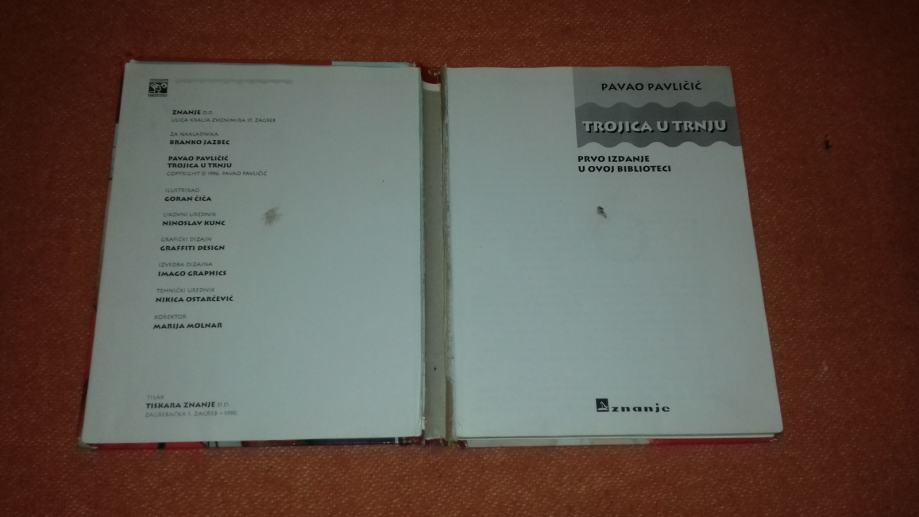 ZNANJE D.D.
ULICA KRALJA ZVONIMIRA 17, ZAGREB
ZA NAKLADNIKA
BRANKO JAZBEC
PAVAO PAVLIČIĆ
TROJICA U TRNJU
COPYRIGHT © 1996. PAVAO PAVLIČIĆ
ILUSTRIRAO
GORAN ČIČA
LIKOVNI UREDNIK
NINOSLAV KUNC
GRAFIČKI DIZAJN
GRAFFITI DESIGN
IZVEDBA DIZAJNA
IMAGO GRAPHICS
TEHNIČKI UREDNIK
NIKICA OSTARČEVIĆ
KOREKTOR
MARIJA MOLNAR
TISAK
TISKARA ZNANJE D.D.
ZAGREBAČKA 1, ZAGREB - 1996.
PAVAO PAVLIČIĆ
TROJICA U TRNJU
PRVO IZDANJE
U OVOJ BIBLIOTECI
znanje